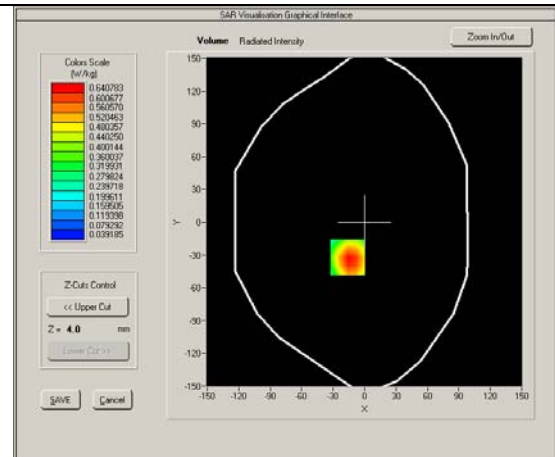 SAR Visualisation Graphical Interface
Volume Radiated Intensity
Zoom In/Out
Colors Scale
(W/kg)
0.640783
0.600677
0.560570
0.520463
0.480357
0.440250
0.400144
0.360037
0.319931
0.279824
0.239718
0.199611
0.159505
0.119398
0.079292
0.039185
Z-Cuts Control
<< Upper Cut
Z = 4.0 mm
Lower Cut >>
SAVE Cancel
150
120
90
60
30
0
-30
-60
-90
-120
-150
Y
-150 -120 -90 -60 -30 0 30 60 90 120 150
X